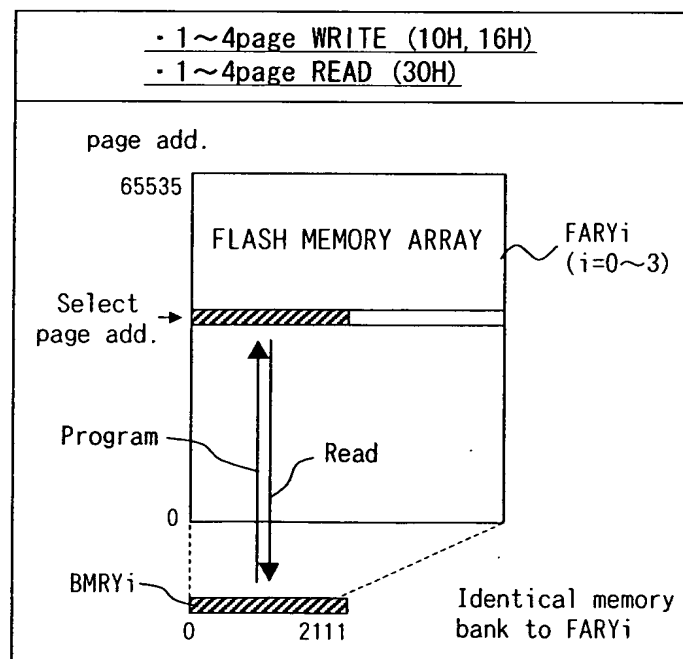 ・1～4page WRITE (10H, 16H)
・1～4page READ (30H)
page add.
65535
FLASH MEMORY ARRAY
FARYi
(i=0～3)
Select
page add.
Program
Read
0
BMRYi
0
2111
Identical memory
bank to FARYi